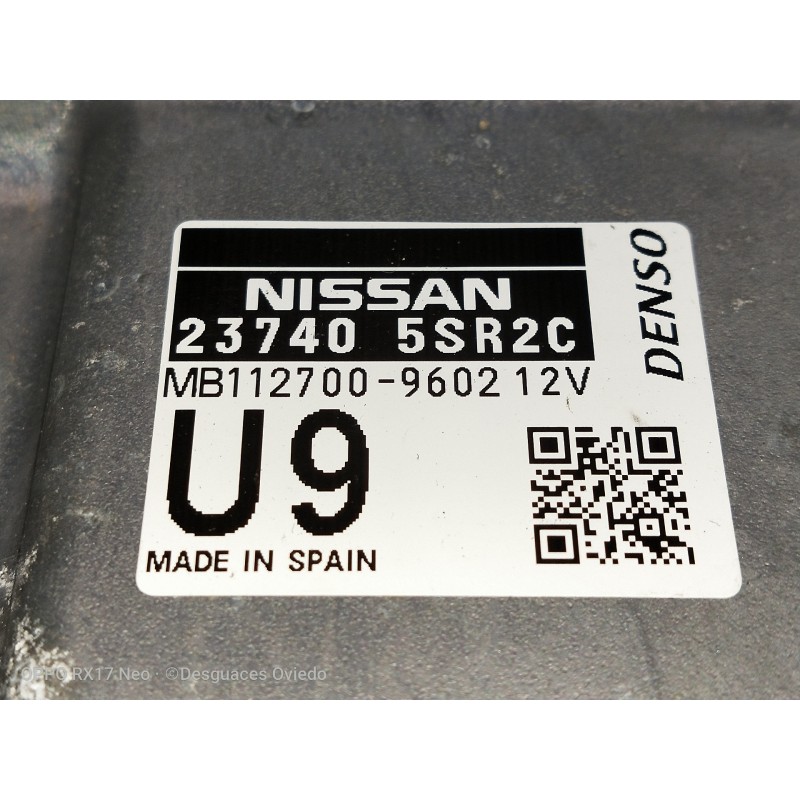 NISSAN
23740 5SR2C
MB112700-9602 12V
U9
MADE IN SPAIN
DENSO
OPPO RX17 Neo · ©Desguaces Oviedo